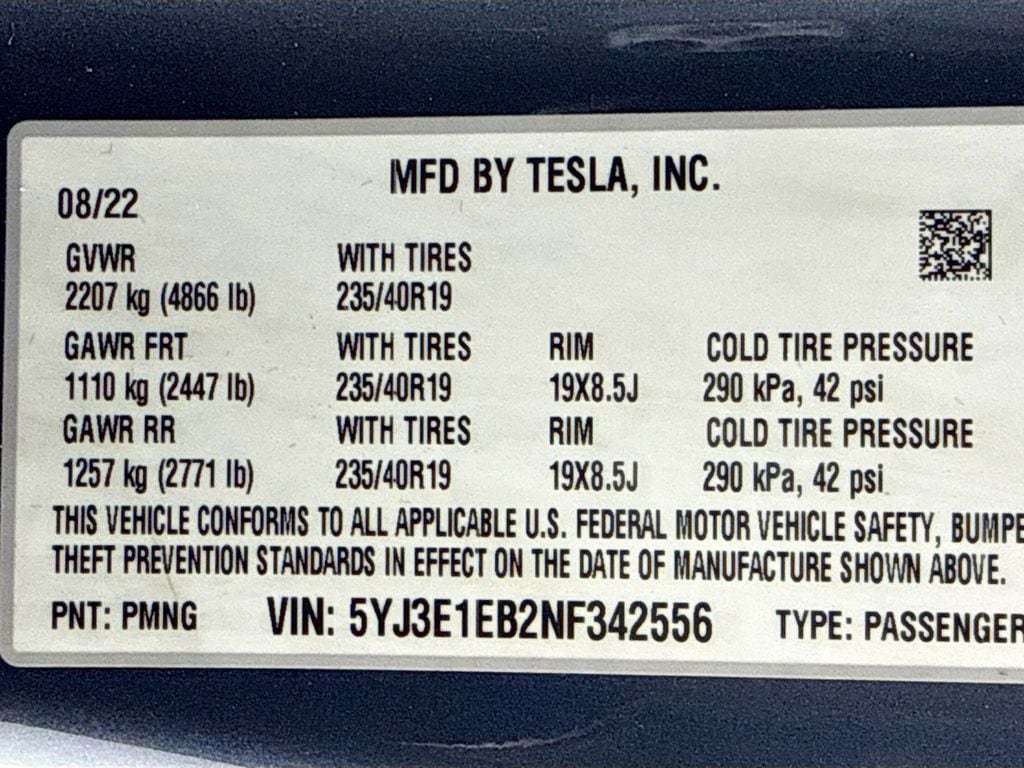 MFD BY TESLA, INC.
08/22
GVWR WITH TIRES
2207 kg (4866 lb) 235/40R19
GAWR FRT WITH TIRES RIM COLD TIRE PRESSURE
1110 kg (2447 lb) 235/40R19 19X8.5J 290 kPa, 42 psi
GAWR RR WITH TIRES RIM COLD TIRE PRESSURE
1257 kg (2771 lb) 235/40R19 19X8.5J 290 kPa, 42 psi
THIS VEHICLE CONFORMS TO ALL APPLICABLE U.S. FEDERAL MOTOR VEHICLE SAFETY, BUMPE
THEFT PREVENTION STANDARDS IN EFFECT ON THE DATE OF MANUFACTURE SHOWN ABOVE.
PNT: PMNG VIN: 5YJ3E1EB2NF342556 TYPE: PASSENGER